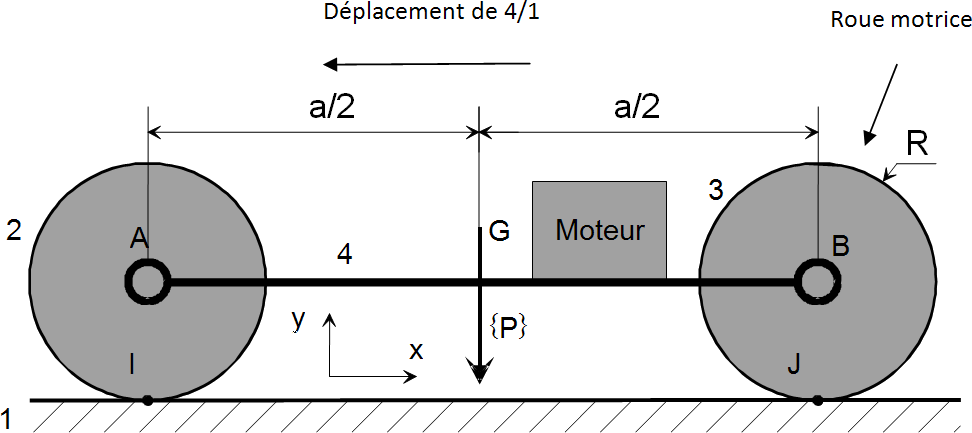 Déplacement de 4/1
Roue motrice
a/2
a/2
R
2
3
A
G
Moteur
B
4
y
{P}
x
I
J
1